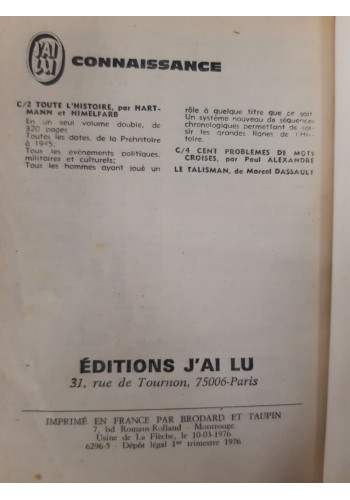 J'AI LU
CONNAISSANCE
C/2 TOUTE L'HISTOIRE, par HART-
MANN et HIMELFARB
En un seul volume double, de
320 pages
Toutes les dates, de la Préhistoire
à 1945,
Tous les événements politiques,
militaires et culturels;
Tous les hommes ayant joué un
rôle à quelque titre que ce soit.
Un système nouveau de séquences
chronologiques permettant de sai-
sir les grandes lignes de l'His-
toire.
C/4 CENT PROBLEMES DE MOTS
CROISES, par Paul ALEXANDRE
LE TALISMAN, de Marcel DASSAULT
ÉDITIONS J'AI LU
31, rue de Tournon, 75006-Paris
IMPRIMÉ EN FRANCE PAR BRODARD ET TAUPIN
7, bd Romain-Rolland - Montrouge
Usine de La Flèche, le 10-03-1976
6296-5 - Dépôt légal 1er trimestre 1976